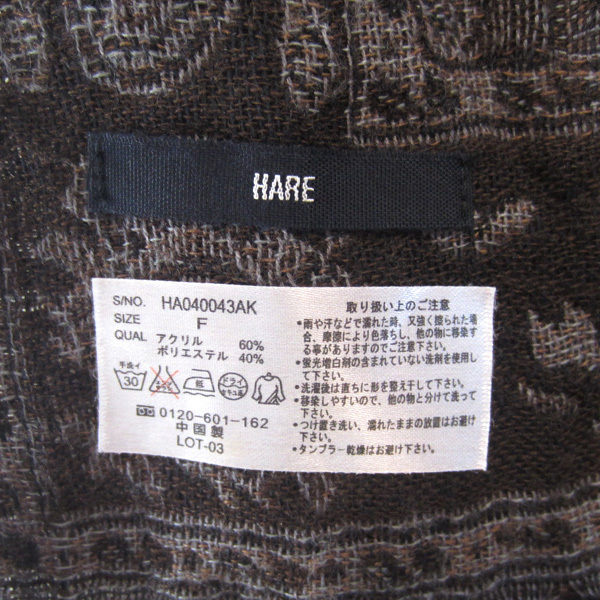 HARE
S/NO. HA040043AK
SIZE F
QUAL アクリル 60%
ポリエステル 40%
手洗イ 30 低 ドライ セキユ系
0120-601-162
中国製
LOT-03
取り扱い上のご注意
•雨や汗などで濡れた時、又強く擦られた場
合、摩擦により色落ちし、他の物に移染す
る事がありますのでご注意下さい。
•蛍光増白剤の含まれていない洗剤を使用し
て下さい。
•洗濯後は直ちに形を整え干して下さい。
•移染しやすいので、他の物と分けて洗って
下さい。
•つけ置き洗い、濡れたままの放置はお避け
下さい。
•タンブラー乾燥はお避け下さい。